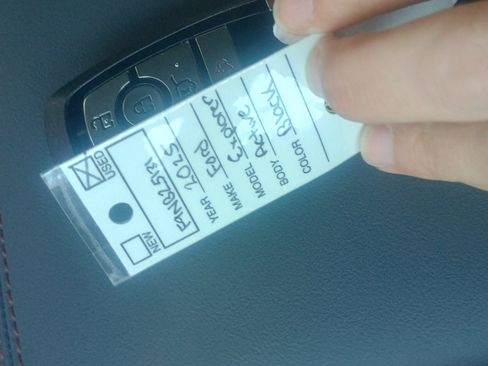 NEW USED
YEAR 2025
MAKE Ford
MODEL Explorer
BODY Active
COLOR Black